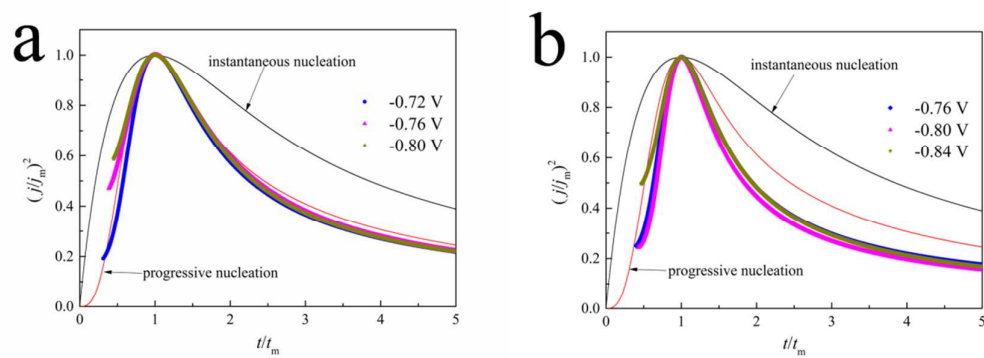 a
instantaneous nucleation
-0.72 V
-0.76 V
-0.80 V
progressive nucleation
(j/jm)2
1.0
0.8
0.6
0.4
0.2
0.0
0 1 2 3 4 5
t/tm
b
instantaneous nucleation
-0.76 V
-0.80 V
-0.84 V
progressive nucleation
(j/jm)2
1.0
0.8
0.6
0.4
0.2
0.0
0 1 2 3 4 5
t/tm